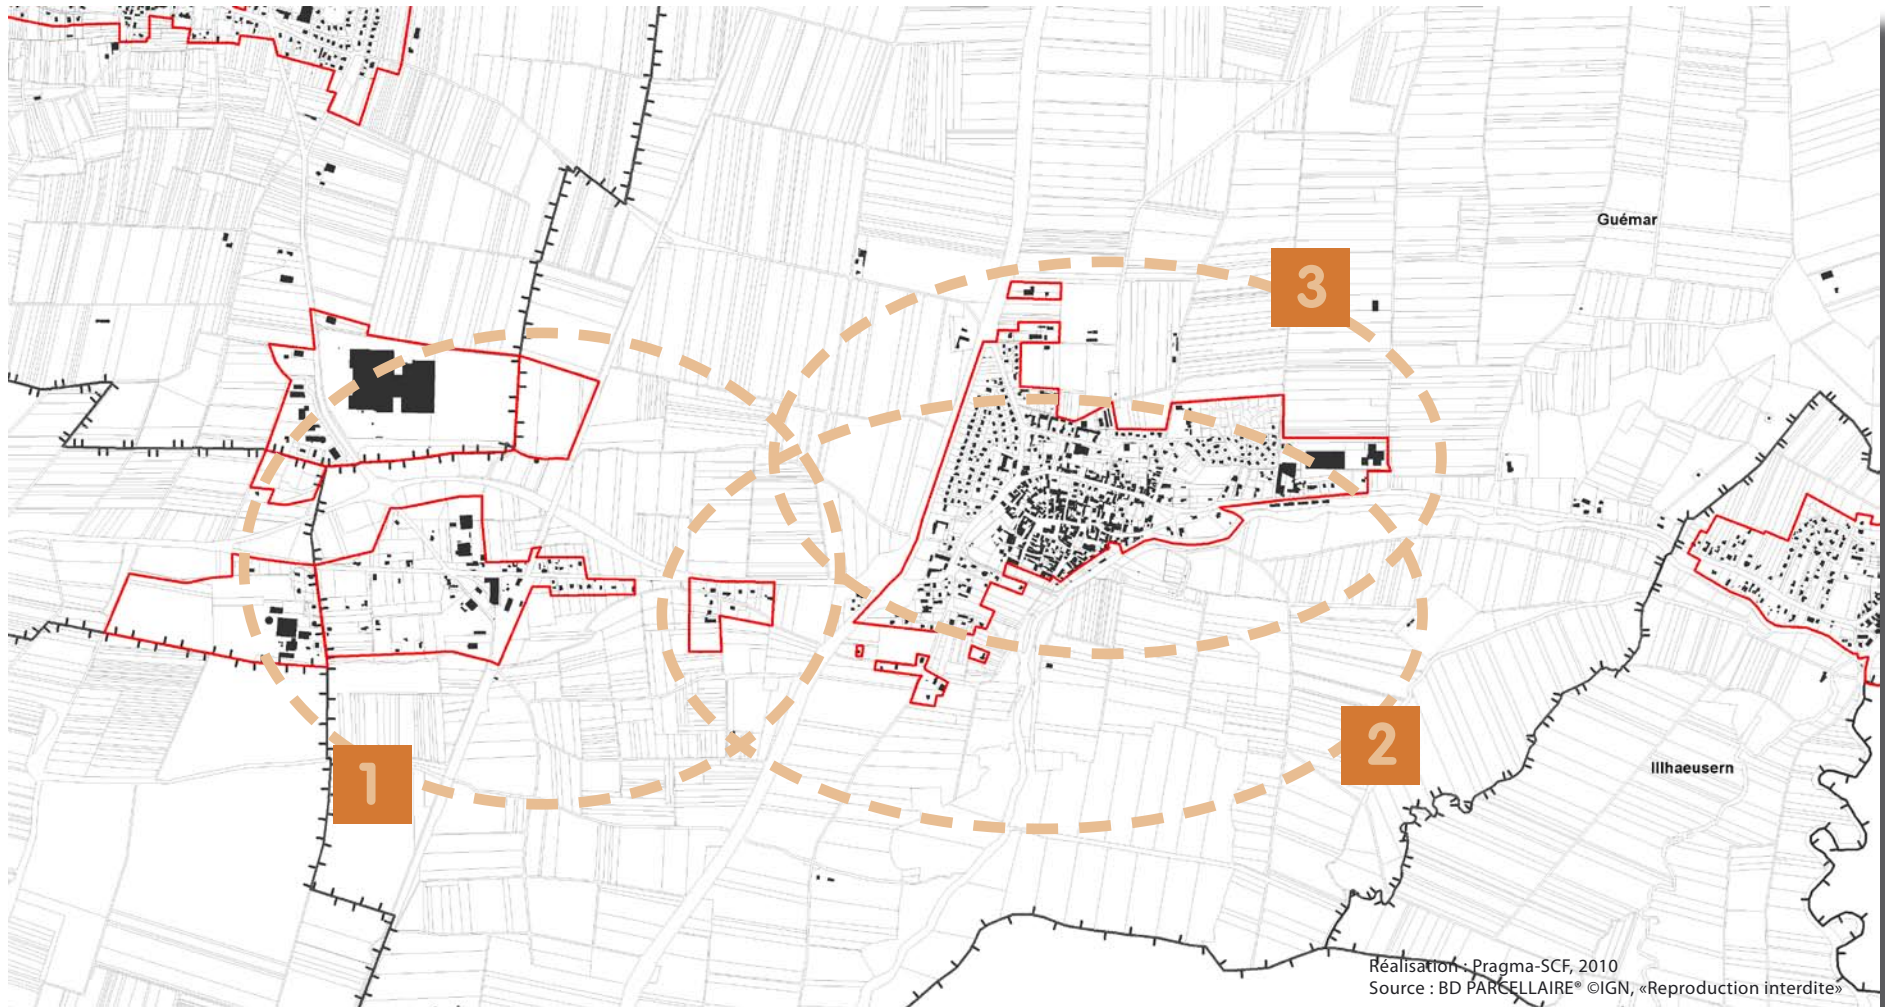 Guémar
3
2
Illhaeusern
1
Réalisation : Pragma-SCF, 2010
Source : BD PARCELLAIRE® ©IGN, «Reproduction interdite»